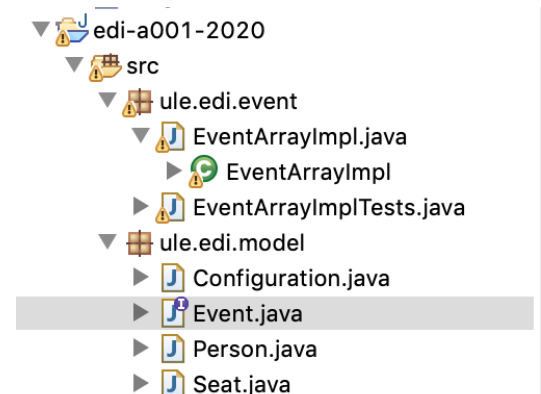 edi-a001-2020
src
ule.edi.event
EventArrayImpl.java
EventArrayImpl
EventArrayImplTests.java
ule.edi.model
Configuration.java
Event.java
Person.java
Seat.java